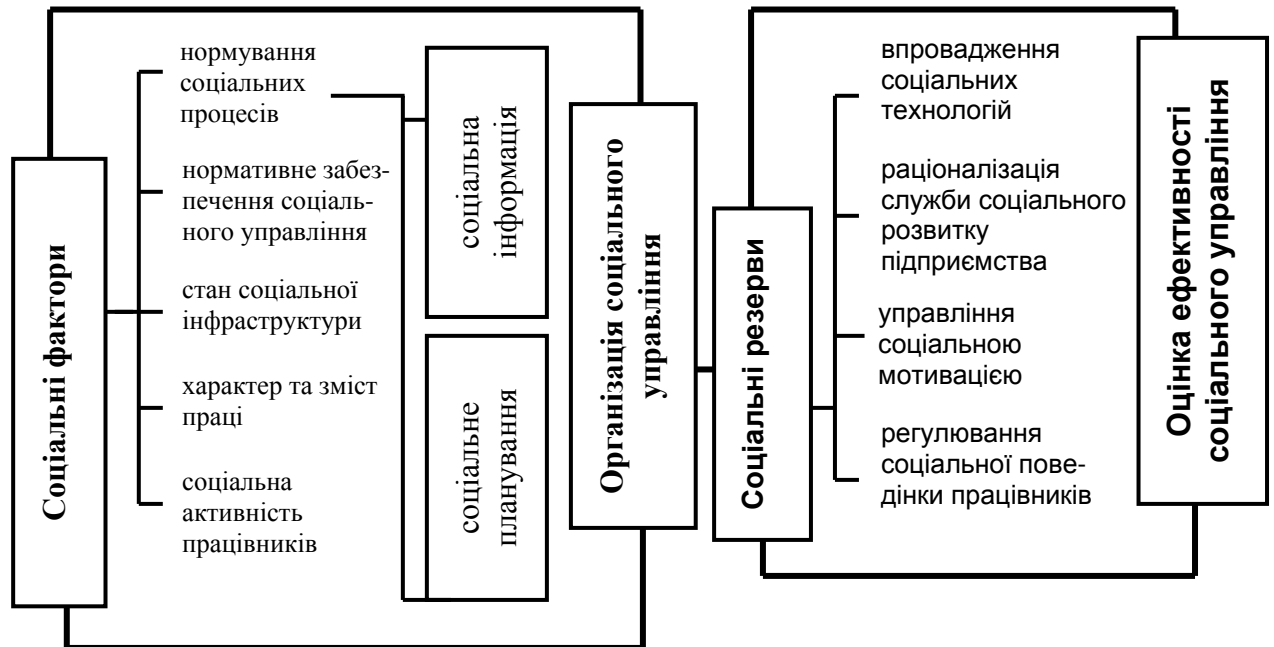 Соціальні фактори
нормування
соціальних
процесів
нормативне забез-
печення соціаль-
ного управління
стан соціальної
інфраструктури
характер та зміст
праці
соціальна
активність
працівників
соціальна
інформація
соціальне
планування
Організація соціального
управління
Соціальні резерви
впровадження
соціальних
технологій
раціоналізація
служби соціального
розвитку
підприємства
управління
соціальною
мотивацією
регулювання
соціальної пове-
дінки працівників
Оцінка ефективності
соціального управління